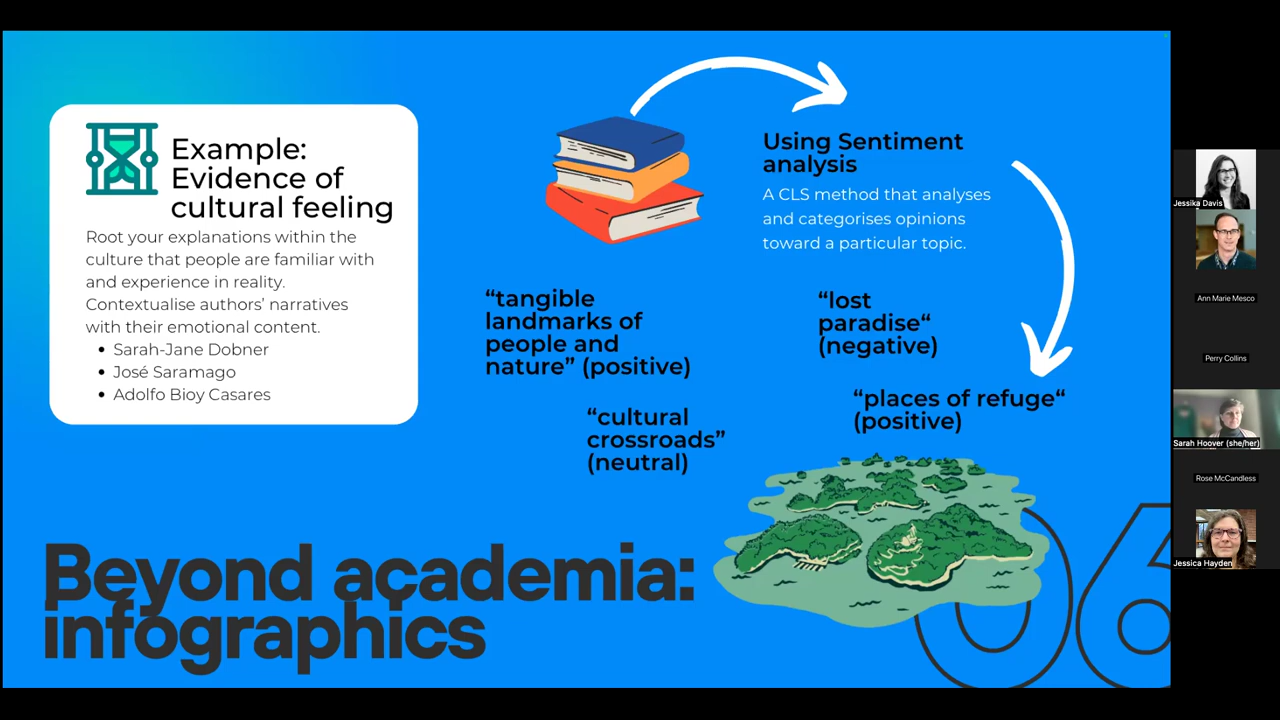 Example:
Evidence of
cultural feeling
Root your explanations within the
culture that people are familiar with
and experience in reality.
Contextualise authors’ narratives
with their emotional content.
• Sarah-Jane Dobner
• José Saramago
• Adolfo Bioy Casares
Using Sentiment
analysis
A CLS method that analyses
and categorises opinions
toward a particular topic.
“tangible
landmarks of
people and
nature” (positive)
“lost
paradise“
(negative)
“cultural
crossroads”
(neutral)
“places of refuge“
(positive)
Beyond academia:
infographics
06
Jessika Davis
Ann Marie Mesco
Perry Collins
Sarah Hoover (she/her)
Rose McCandless
Jessica Hayden